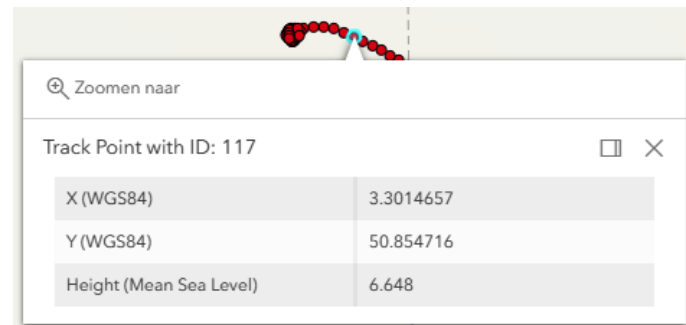 Zoomen naar
Track Point with ID: 117
X (WGS84) 3.3014657
Y (WGS84) 50.854716
Height (Mean Sea Level) 6.648